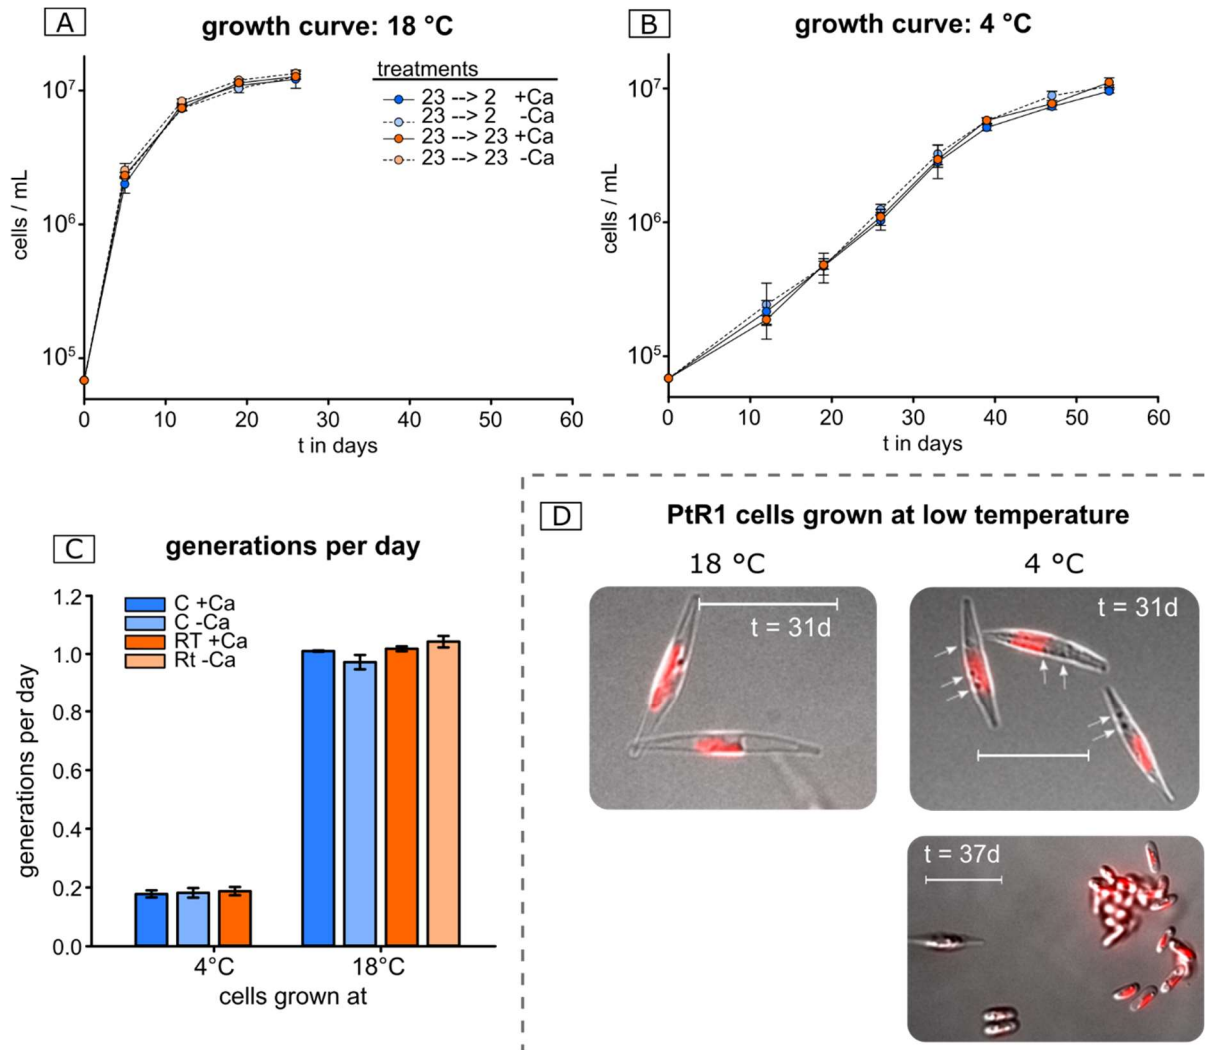 A
growth curve: 18 °C
cells / mL
10⁷
10⁶
10⁵
0 10 20 30 40 50 60
t in days
treatments
23 --> 2 +Ca
23 --> 2 -Ca
23 --> 23 +Ca
23 --> 23 -Ca
B
growth curve: 4 °C
cells / mL
10⁷
10⁶
10⁵
0 10 20 30 40 50 60
t in days
C
generations per day
generations per day
1.2
1.0
0.8
0.6
0.4
0.2
0.0
C +Ca
C -Ca
RT +Ca
Rt -Ca
4°C 18°C
cells grown at
D
PtR1 cells grown at low temperature
18 °C
4 °C
t = 31d
t = 31d
t = 37d